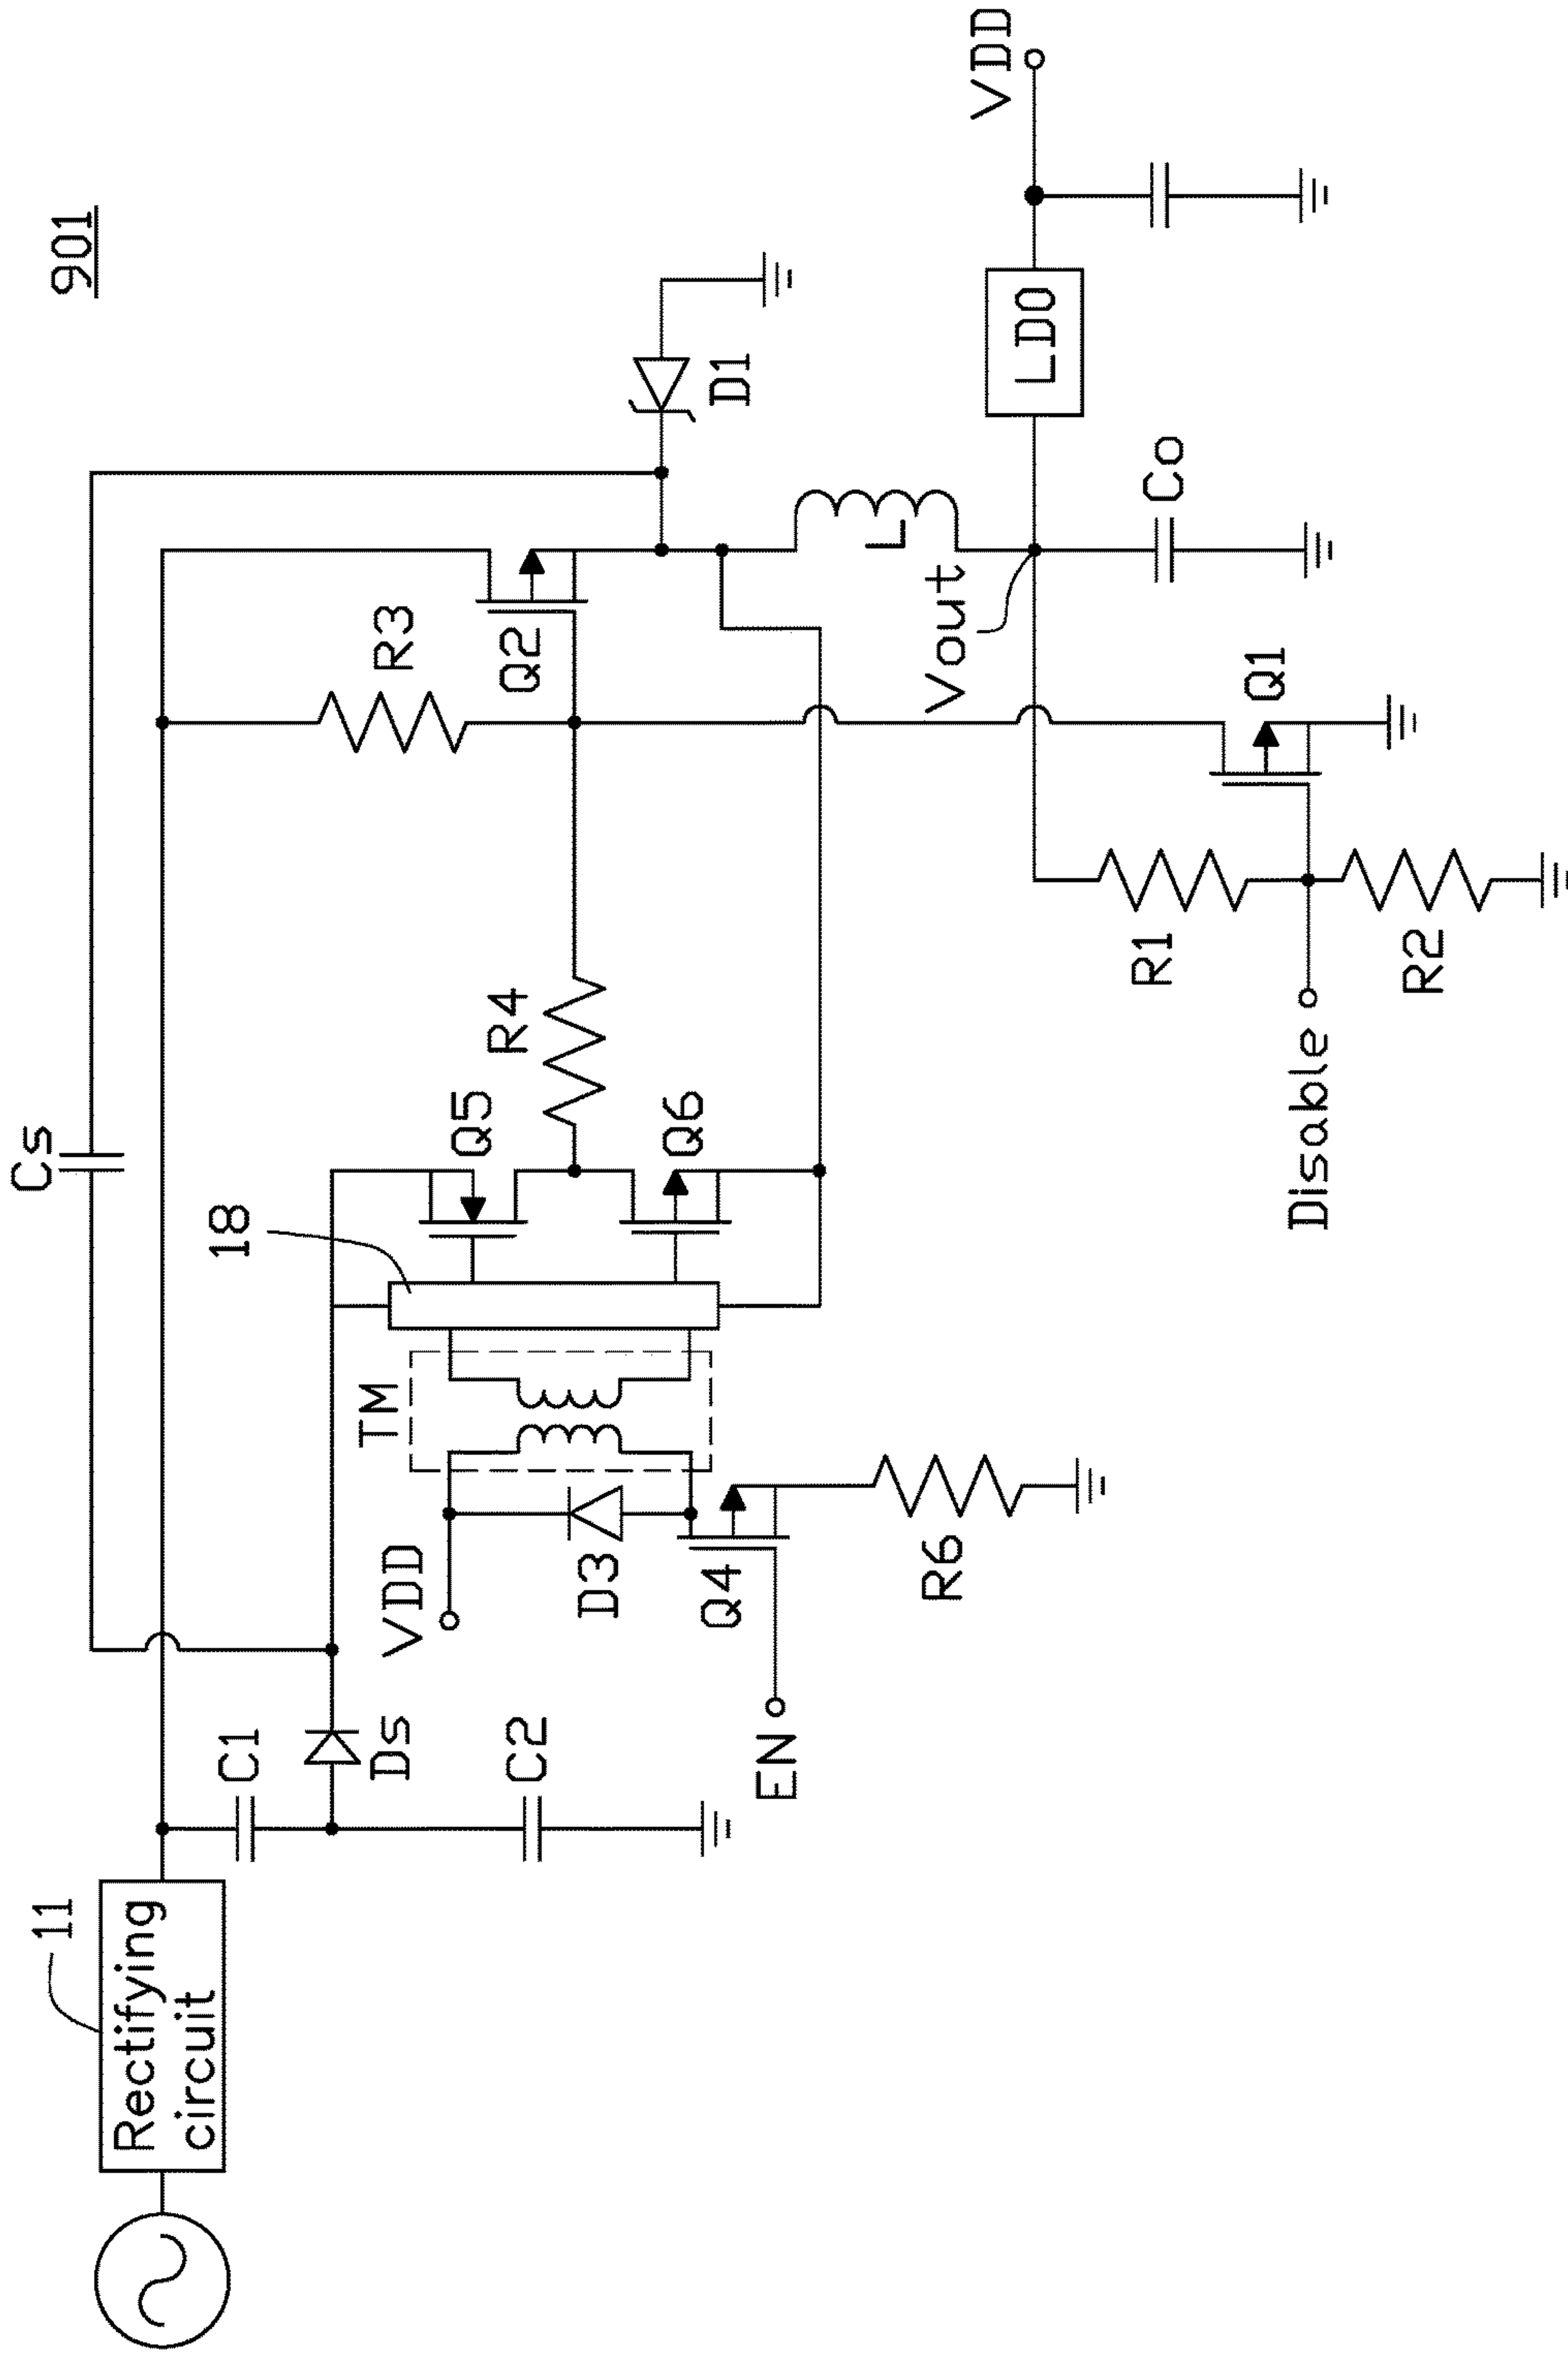 901
11
Rectifying
circuit
C1
Ds
C2
Cs
18
TM
VDD
D3
Q4
EN
R6
Q5
Q6
R4
R3
Q2
D1
L
Vout
LDO
VDD
Co
Q1
R1
R2
Disable